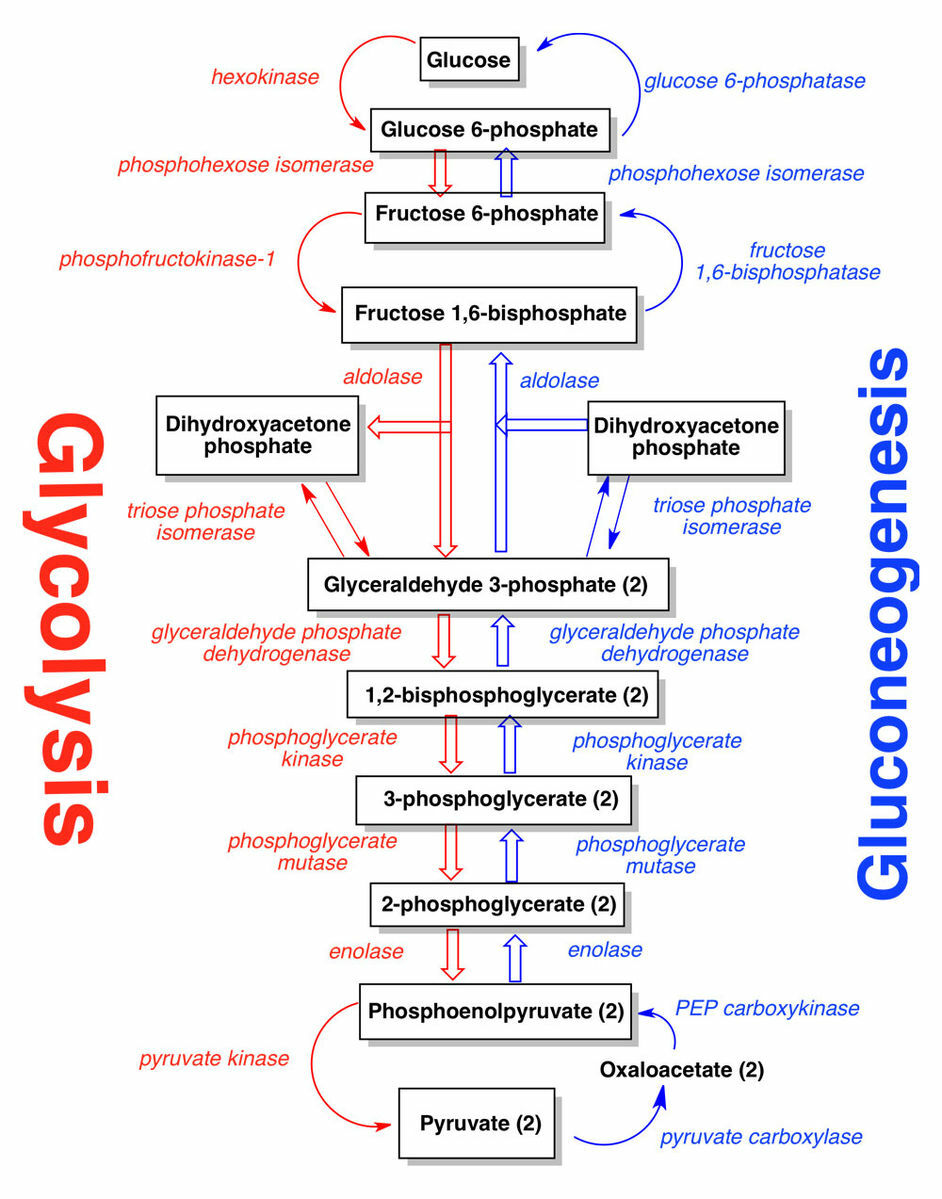 Glucose
hexokinase
glucose 6-phosphatase
Glucose 6-phosphate
phosphohexose isomerase
phosphohexose isomerase
Fructose 6-phosphate
phosphofructokinase-1
fructose
1,6-bisphosphatase
Fructose 1,6-bisphosphate
aldolase
aldolase
Dihydroxyacetone
phosphate
Dihydroxyacetone
phosphate
triose phosphate
isomerase
triose phosphate
isomerase
Glycolysis
Gluconeogenesis
Glyceraldehyde 3-phosphate (2)
glyceraldehyde phosphate
dehydrogenase
glyceraldehyde phosphate
dehydrogenase
1,2-bisphosphoglycerate (2)
phosphoglycerate
kinase
phosphoglycerate
kinase
3-phosphoglycerate (2)
phosphoglycerate
mutase
phosphoglycerate
mutase
2-phosphoglycerate (2)
enolase
enolase
Phosphoenolpyruvate (2)
PEP carboxykinase
pyruvate kinase
Oxaloacetate (2)
Pyruvate (2)
pyruvate carboxylase